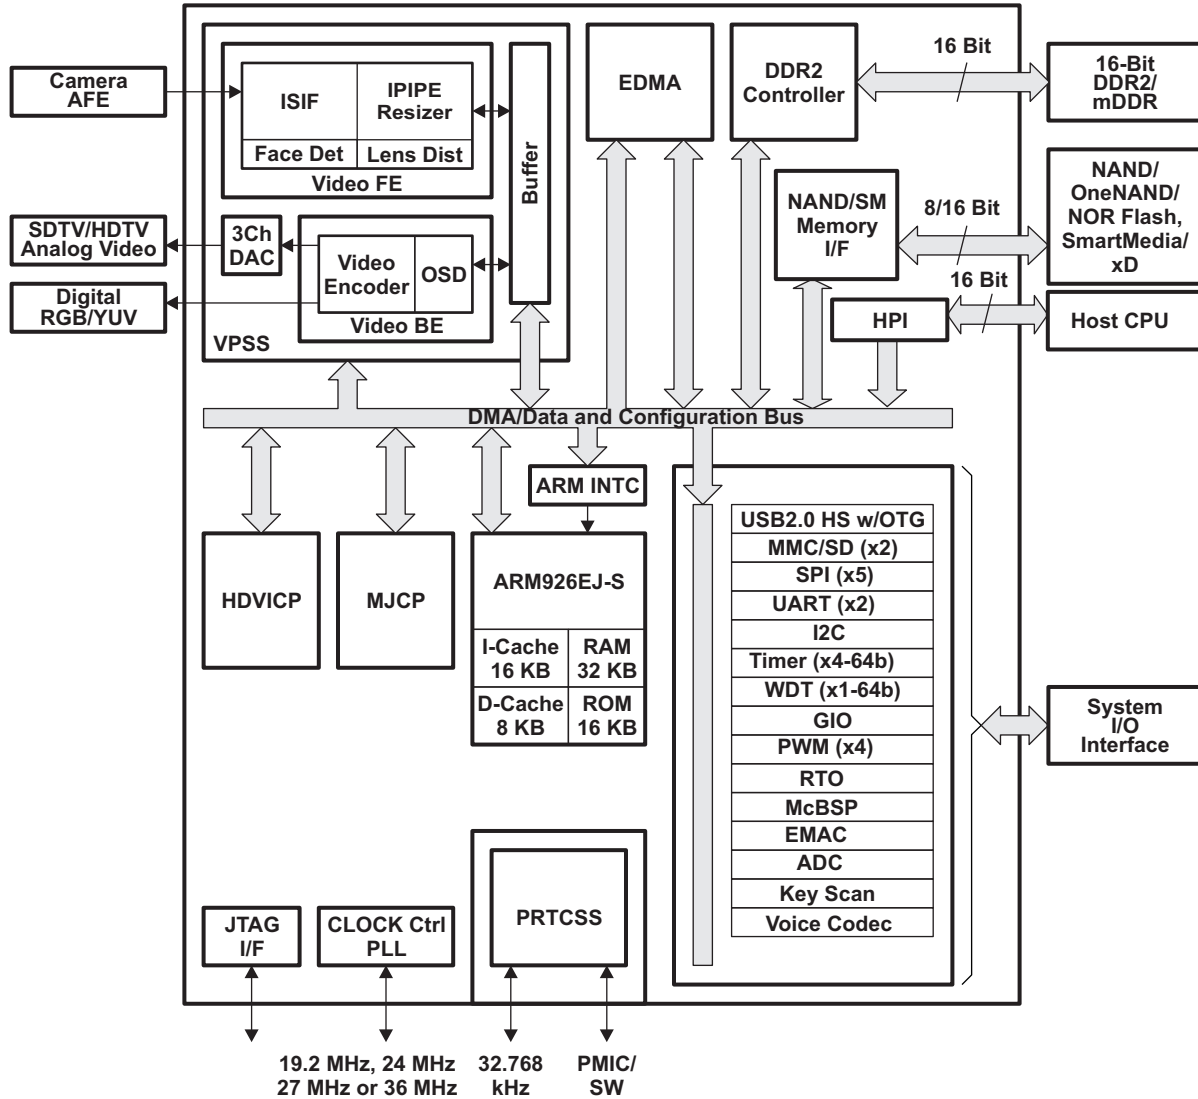 Camera
AFE
ISIF
IPIPE
Resizer
Face Det
Lens Dist
Video FE
Buffer
SDTV/HDTV
Analog Video
3Ch
DAC
Video
Encoder
OSD
Digital
RGB/YUV
Video BE
VPSS
EDMA
DDR2
Controller
16 Bit
16-Bit
DDR2/
mDDR
NAND/SM
Memory
I/F
8/16 Bit
NAND/
OneNAND/
NOR Flash,
SmartMedia/
xD
16 Bit
HPI
Host CPU
DMA/Data and Configuration Bus
HDVICP
MJCP
ARM INTC
ARM926EJ-S
I-Cache
16 KB
RAM
32 KB
D-Cache
8 KB
ROM
16 KB
USB2.0 HS w/OTG
MMC/SD (x2)
SPI (x5)
UART (x2)
I2C
Timer (x4-64b)
WDT (x1-64b)
GIO
PWM (x4)
RTO
McBSP
EMAC
ADC
Key Scan
Voice Codec
System
I/O
Interface
JTAG
I/F
CLOCK Ctrl
PLL
PRTCSS
19.2 MHz, 24 MHz
27 MHz or 36 MHz
32.768
kHz
PMIC/
SW